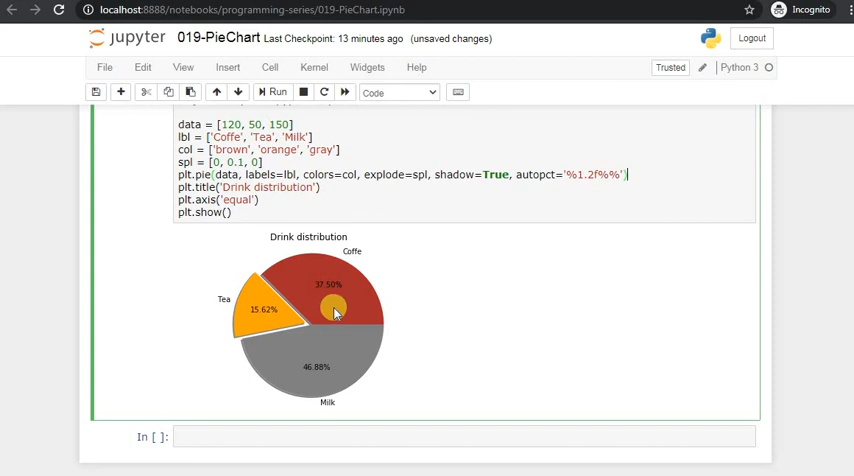 localhost:8888/notebooks/programming-series/019-PieChart.ipynb
Incognito
jupyter 019-PieChart Last Checkpoint: 13 minutes ago (unsaved changes)
Logout
File Edit View Insert Cell Kernel Widgets Help
Trusted Python 3
Run Code
data = [120, 50, 150]
lbl = ['Coffe', 'Tea', 'Milk']
col = ['brown', 'orange', 'gray']
spl = [0, 0.1, 0]
plt.pie(data, labels=lbl, colors=col, explode=spl, shadow=True, autopct='%1.2f%%')
plt.title('Drink distribution')
plt.axis('equal')
plt.show()
Drink distribution
Coffe
37.50%
Tea
15.62%
46.88%
Milk
In [ ]: